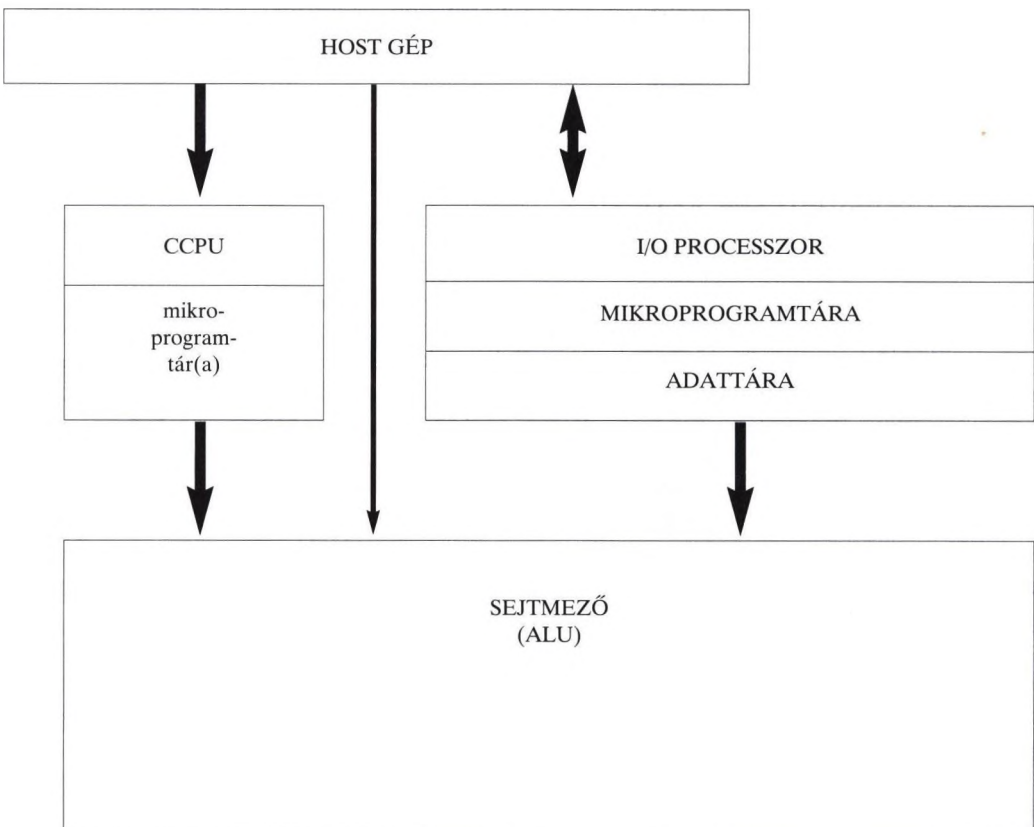 HOST GÉP
CCPU
mikro-
program-
tár(a)
I/O PROCESSZOR
MIKROPROGRAMTÁRA
ADATTÁRA
SEJTMEZŐ
(ALU)